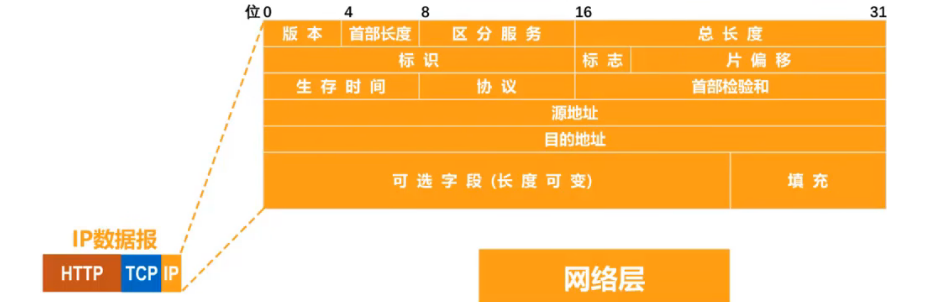 位 0 4 8 16 31
版 本 首部长度 区 分 服 务 总 长 度
标 识 标 志 片 偏 移
生 存 时 间 协 议 首部检验和
源地址
目的地址
可 选 字 段 (长 度 可 变) 填 充
IP数据报
HTTP TCP IP
网络层